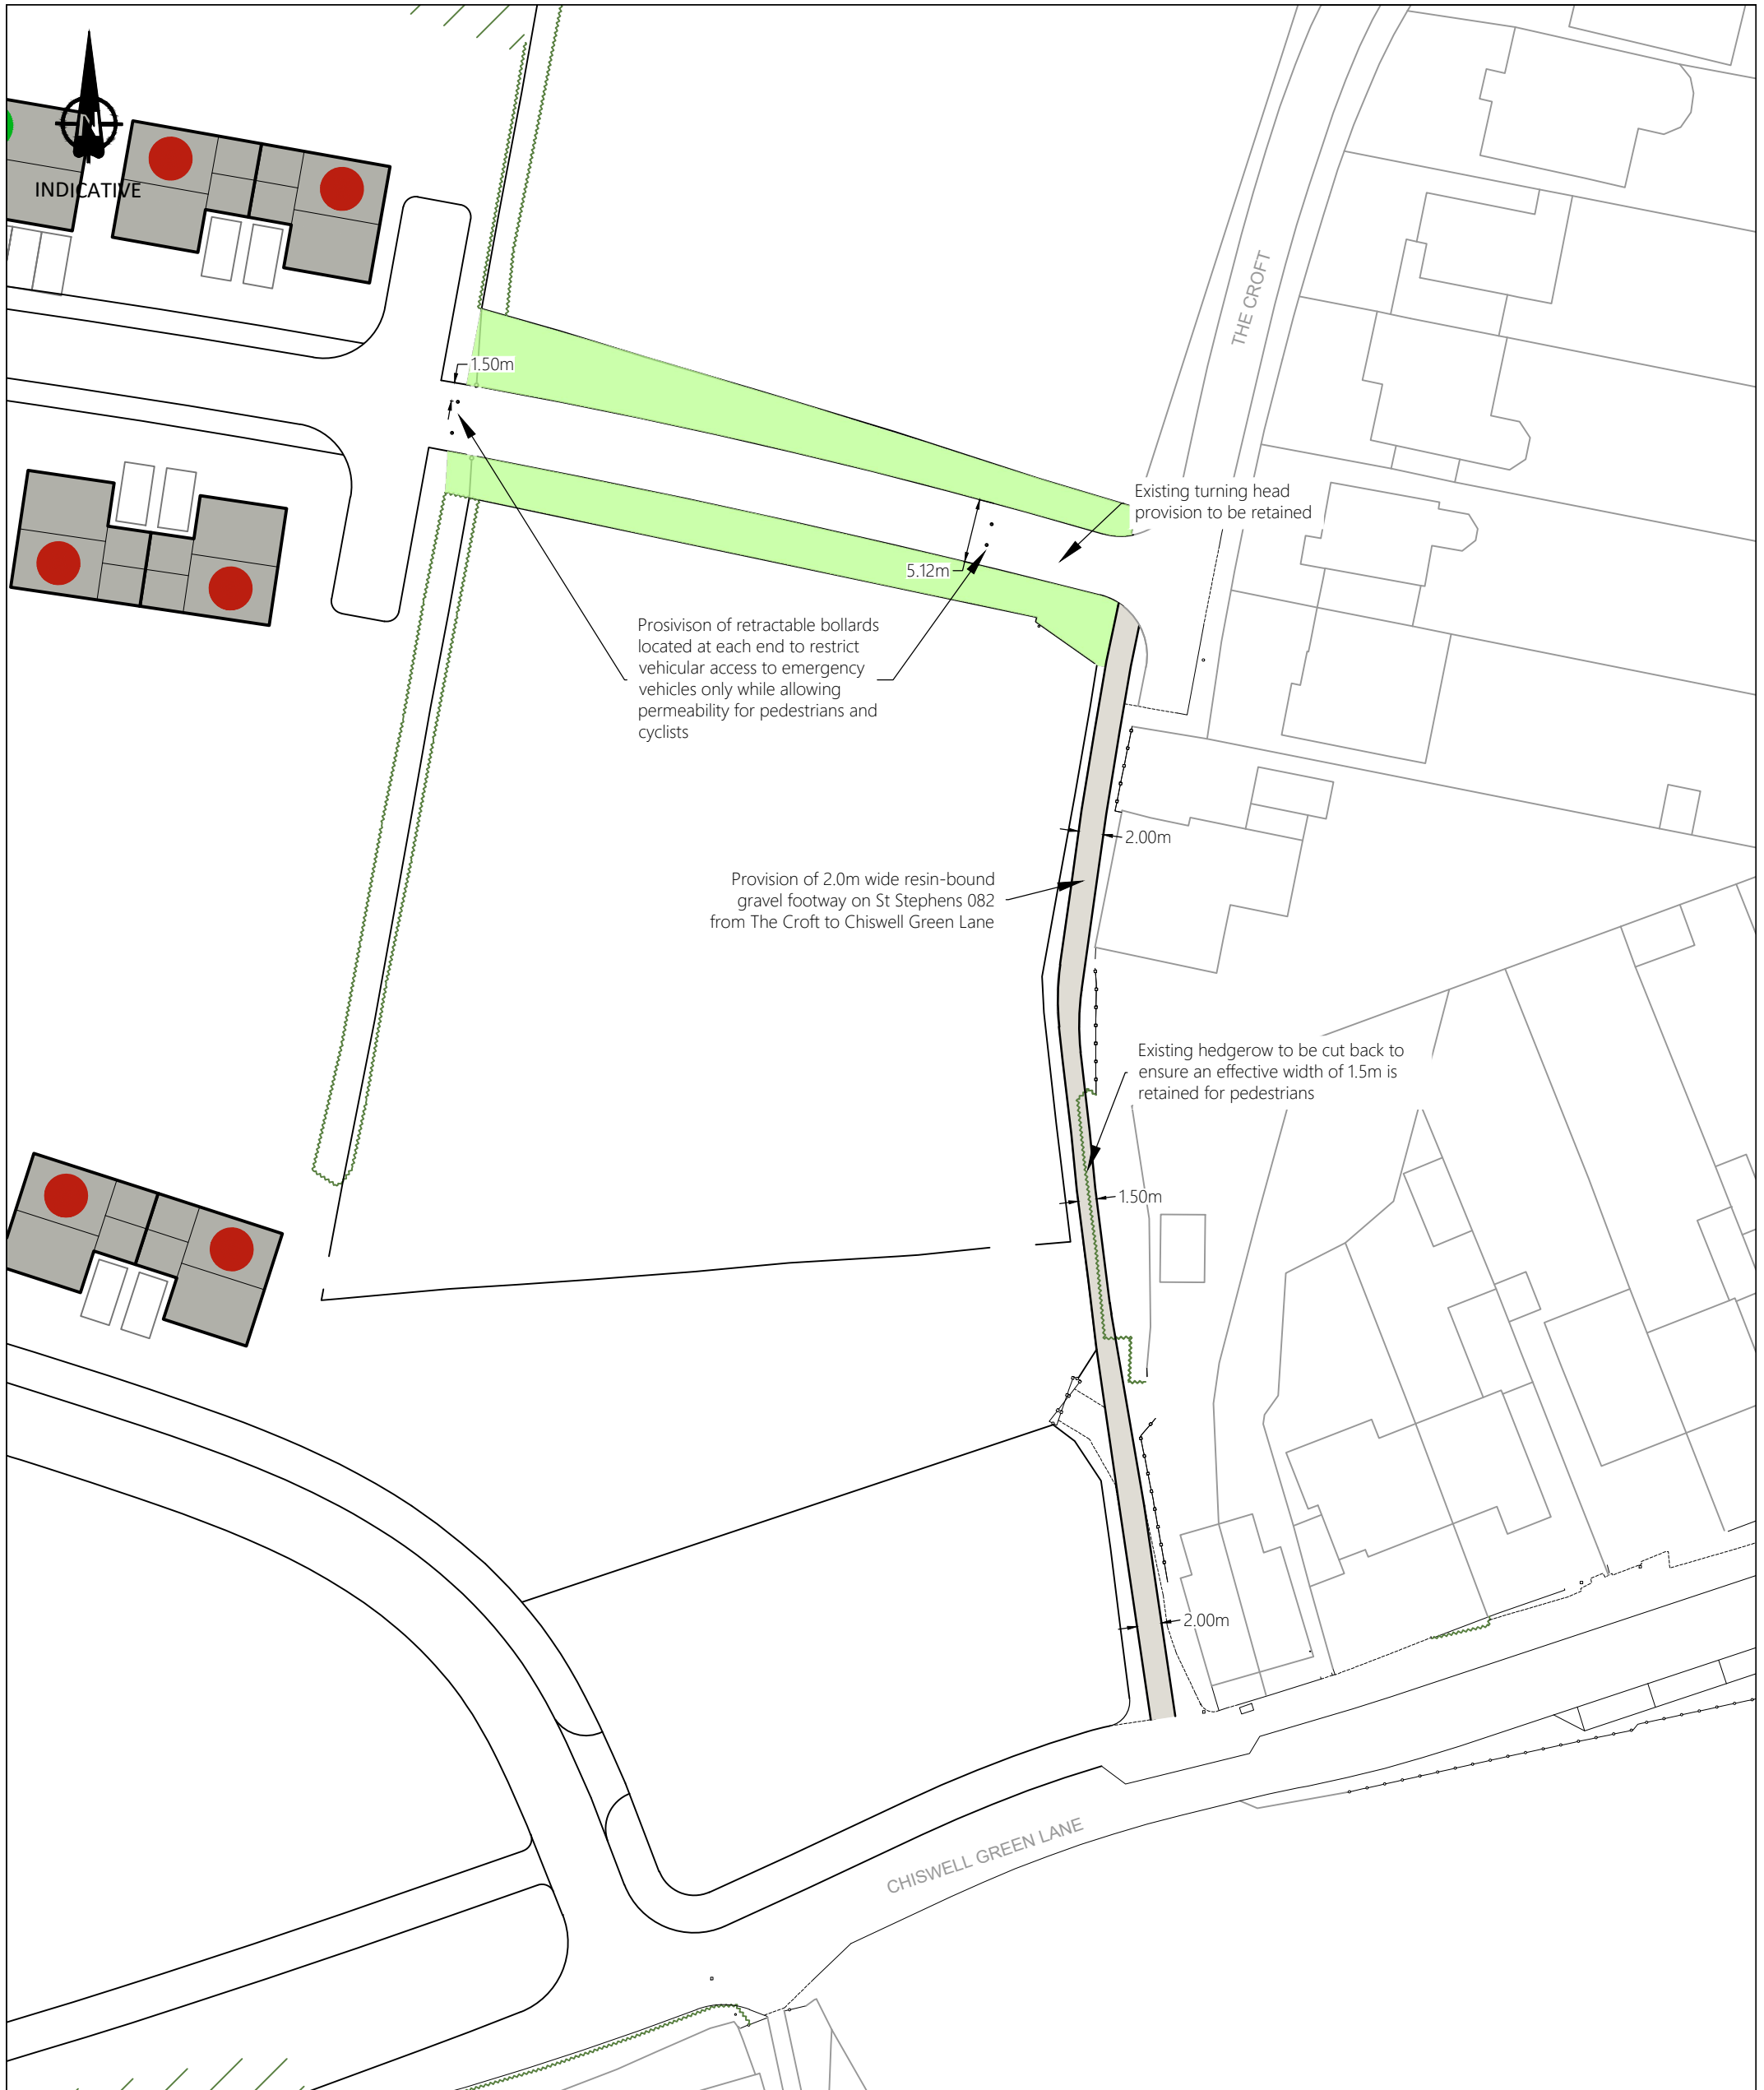 N
INDICATIVE
THE CROFT
1.50m
Existing turning head
provision to be retained
5.12m
Prosivison of retractable bollards
located at each end to restrict
vehicular access to emergency
vehicles only while allowing
permeability for pedestrians and
cyclists
2.00m
Provision of 2.0m wide resin-bound
gravel footway on St Stephens 082
from The Croft to Chiswell Green Lane
Existing hedgerow to be cut back to
ensure an effective width of 1.5m is
retained for pedestrians
1.50m
2.00m
CHISWELL GREEN LANE